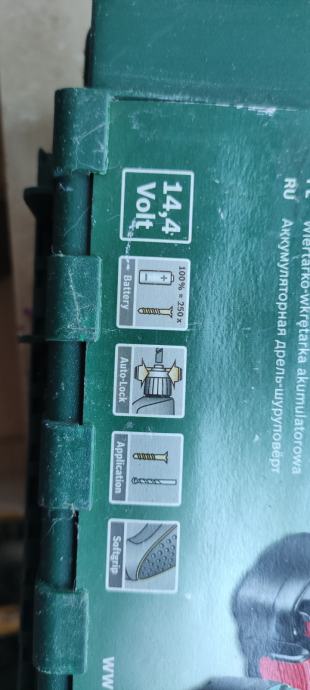 Wiertarko-wkrętarka akumulatorowa
RU Аккумуляторная дрель-шуруповёрт
14,4
Volt
100% = 250 x
Battery
Auto-Lock
Application
Softgrip